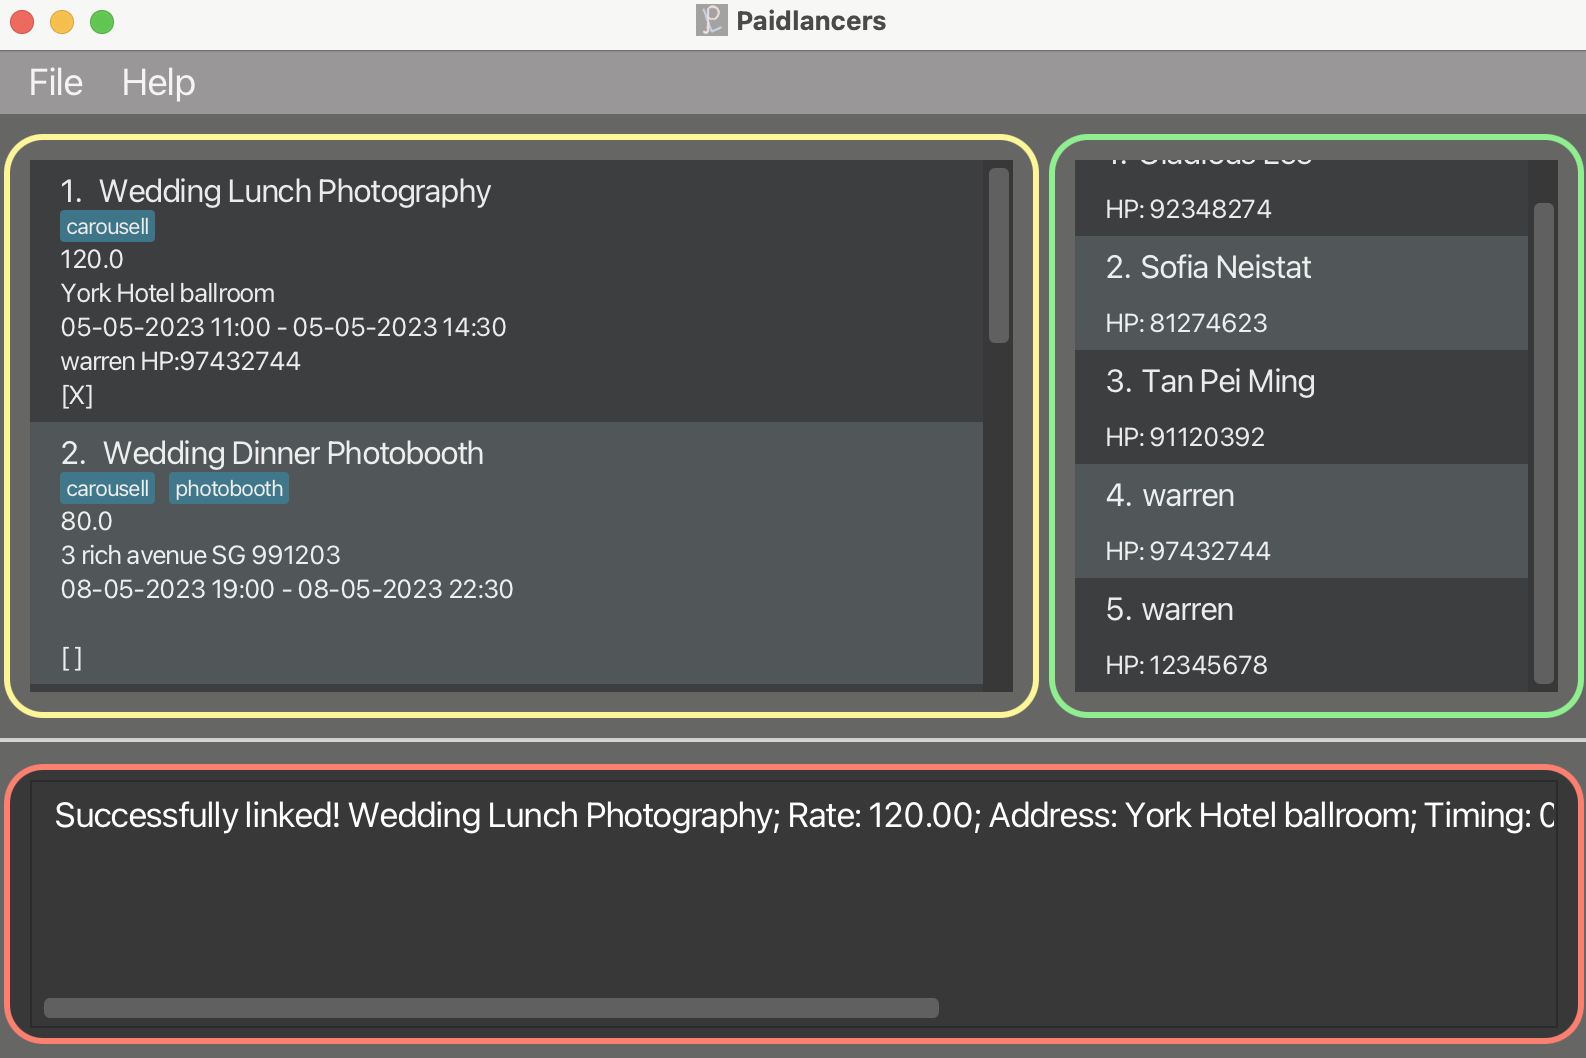 Paidlancers
File Help
1. Wedding Lunch Photography
carousell
120.0
York Hotel ballroom
05-05-2023 11:00 - 05-05-2023 14:30
warren HP:97432744
[X]
2. Wedding Dinner Photobooth
carousell photobooth
80.0
3 rich avenue SG 991203
08-05-2023 19:00 - 08-05-2023 22:30
[ ]
1.
HP: 92348274
2. Sofia Neistat
HP: 81274623
3. Tan Pei Ming
HP: 91120392
4. warren
HP: 97432744
5. warren
HP: 12345678
Successfully linked! Wedding Lunch Photography; Rate: 120.00; Address: York Hotel ballroom; Timing: 0